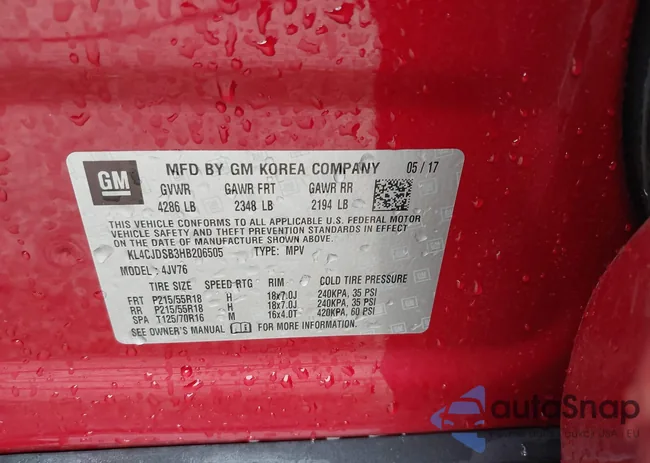 GM
MFD BY GM KOREA COMPANY 05 / 17
GVWR GAWR FRT GAWR RR
4286 LB 2348 LB 2194 LB
THIS VEHICLE CONFORMS TO ALL APPLICABLE U.S. FEDERAL MOTOR
VEHICLE SAFETY AND THEFT PREVENTION STANDARDS IN EFFECT
ON THE DATE OF MANUFACTURE SHOWN ABOVE.
KL4CJDSB3HB206505 TYPE: MPV
MODEL: 4JV76
TIRE SIZE SPEED RTG RIM COLD TIRE PRESSURE
FRT P215/55R18 H 18x7.0J 240KPA, 35 PSI
RR P215/55R18 H 18x7.0J 240KPA, 35 PSI
SPA T125/70R16 M 16x4.0T 420KPA, 60 PSI
SEE OWNER'S MANUAL FOR MORE INFORMATION.
autoSnap